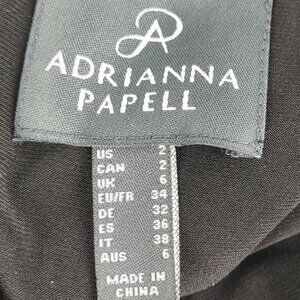 ADRIANNA
PAPELL
US 2
CAN 2
UK 6
EU/FR 34
DE 32
ES 36
IT 38
AUS 6
MADE IN
CHINA